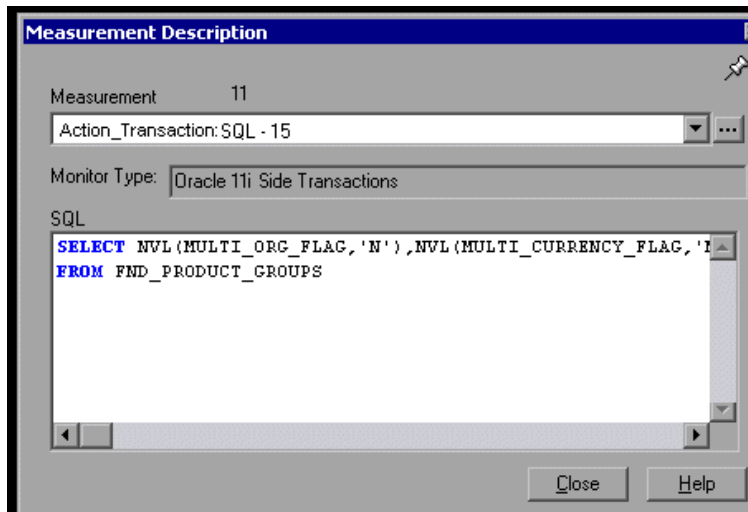 Measurement Description
Measurement 11
Action_Transaction:SQL - 15
...
Monitor Type: Oracle 11i Side Transactions
SQL
SELECT NVL(MULTI_ORG_FLAG,'N'),NVL(MULTI_CURRENCY_FLAG,'
FROM FND_PRODUCT_GROUPS
Close Help